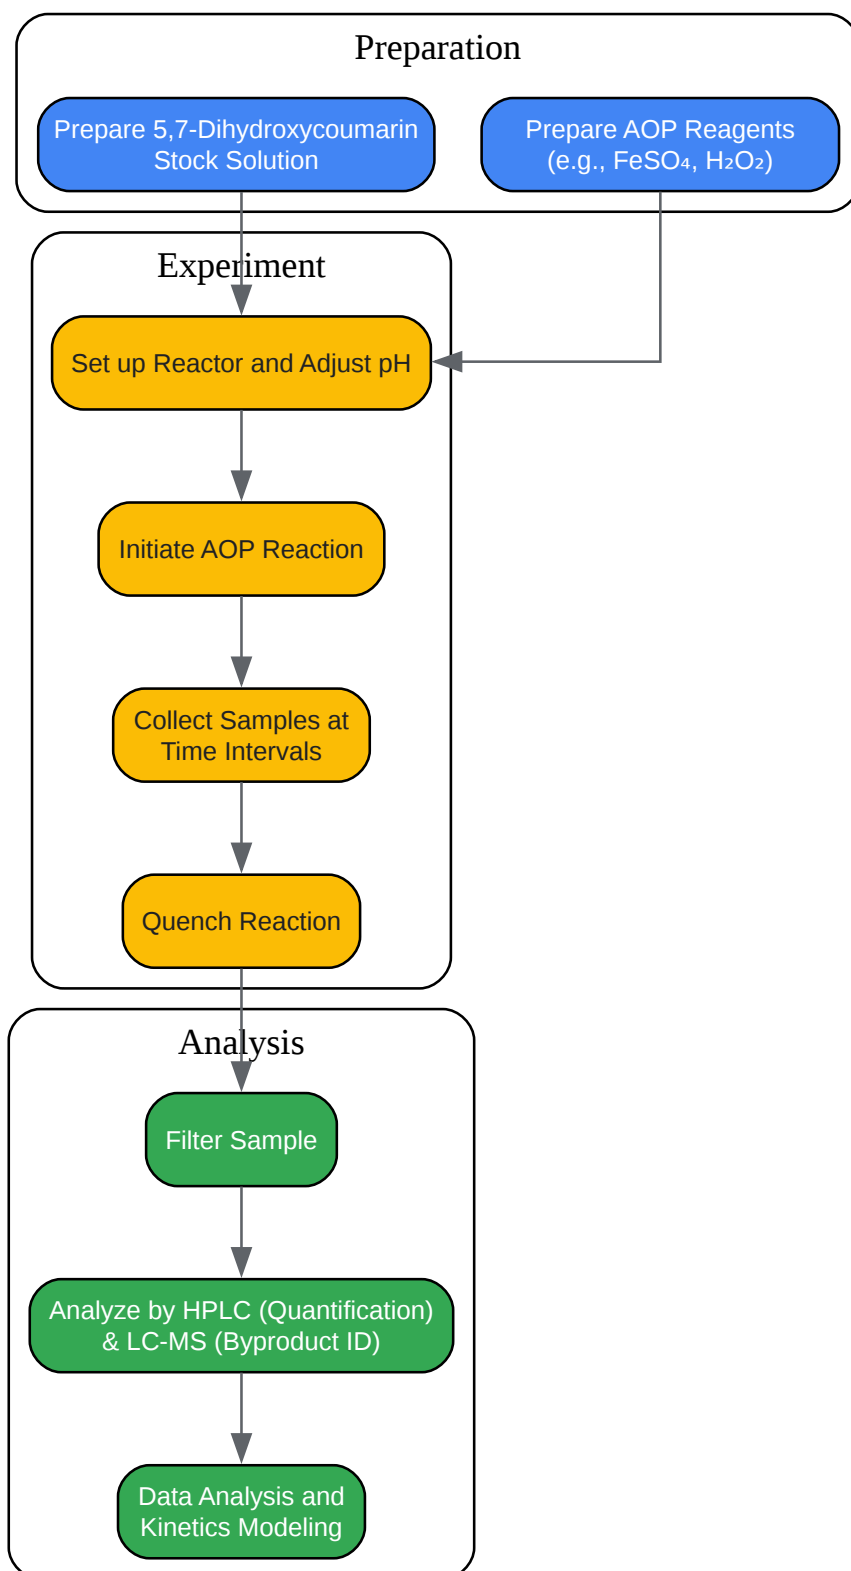 Preparation
Prepare 5,7-Dihydroxycoumarin
Stock Solution
Prepare AOP Reagents
(e.g., FeSO₄, H₂O₂)
Experiment
Set up Reactor and Adjust pH
Initiate AOP Reaction
Collect Samples at
Time Intervals
Quench Reaction
Analysis
Filter Sample
Analyze by HPLC (Quantification)
& LC-MS (Byproduct ID)
Data Analysis and
Kinetics Modeling